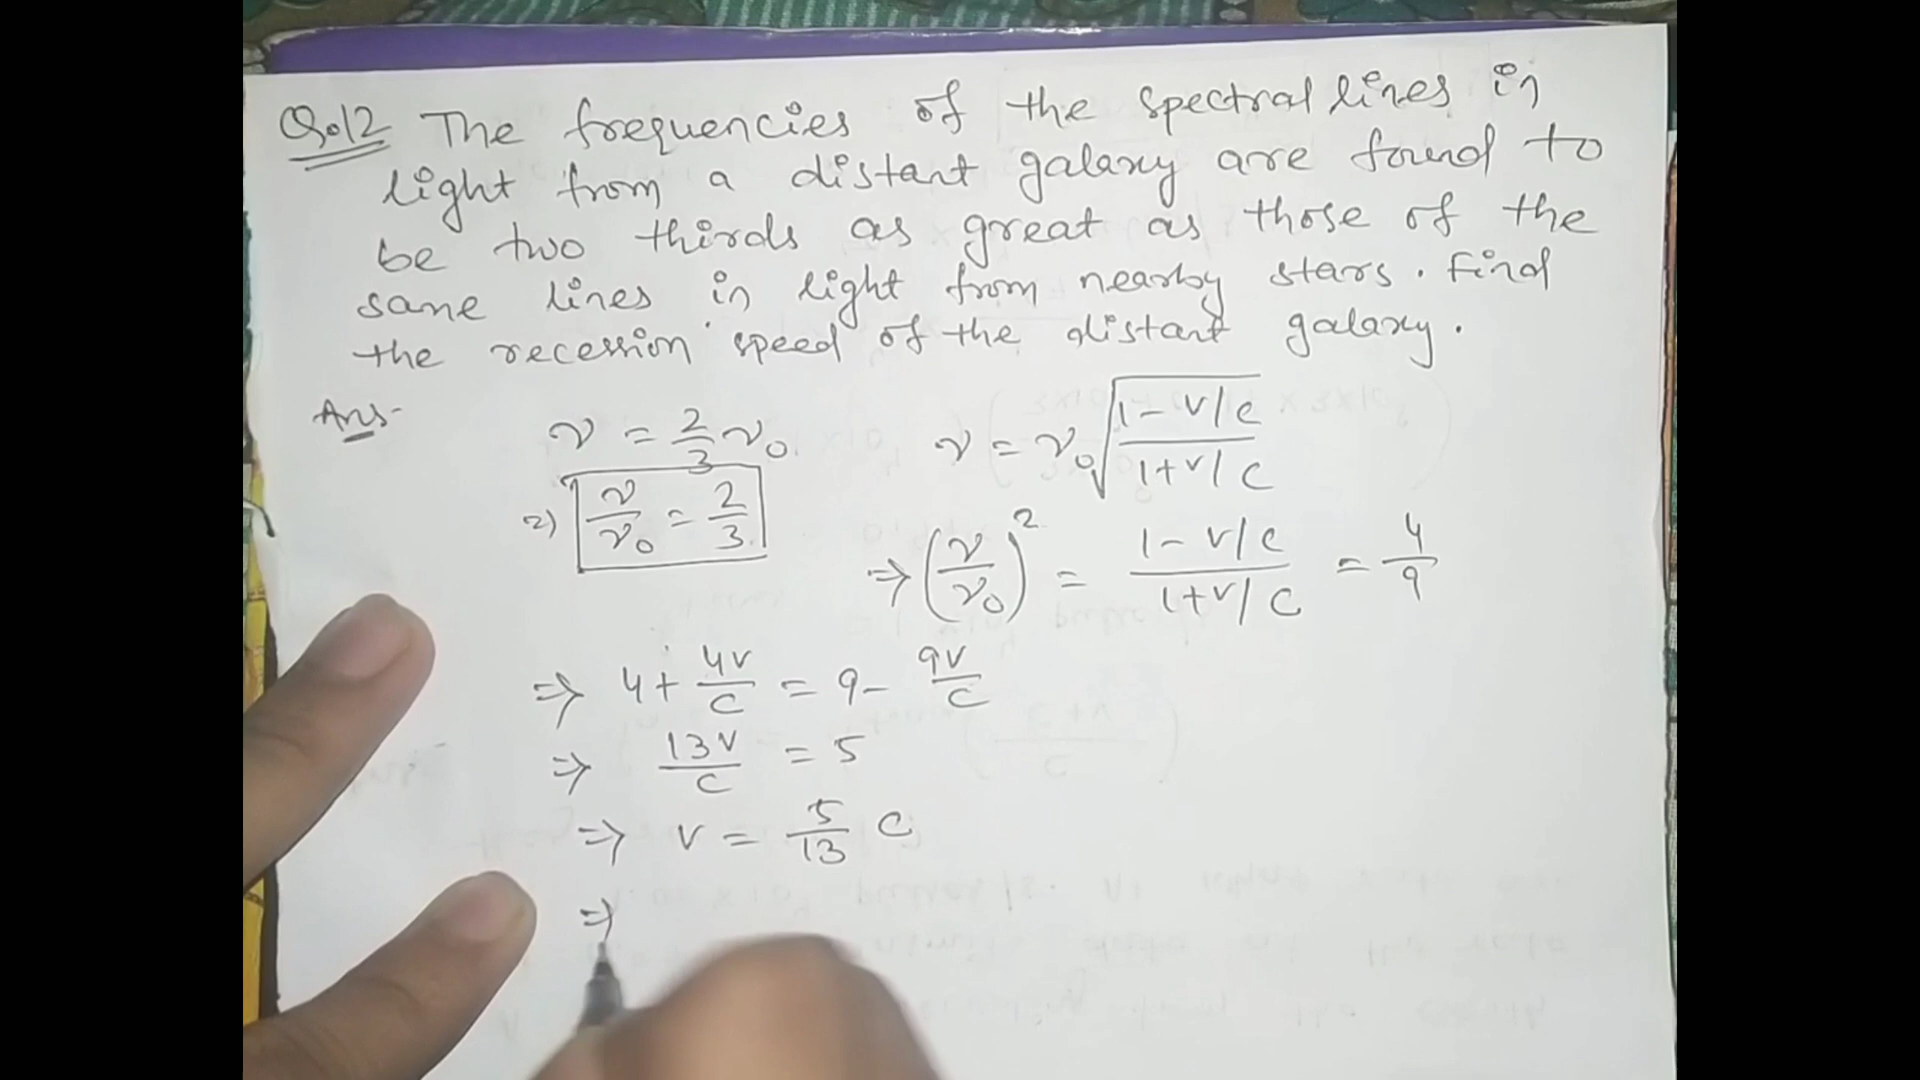 Q.12 The frequencies of the spectral lines in
light from a distant galaxy are found to
be two thirds as great as those of the
same lines in light from nearby stars. Find
the recession speed of the distant galaxy.
Ans- ν = 2/3 ν₀ ν = ν₀ √((1 - v/c)/(1 + v/c))
⇒ ν/ν₀ = 2/3 ⇒ (ν/ν₀)² = (1 - v/c)/(1 + v/c) = 4/9
⇒ 4 + 4v/c = 9 - 9v/c
⇒ 13v/c = 5
⇒ v = 5/13 c
⇒